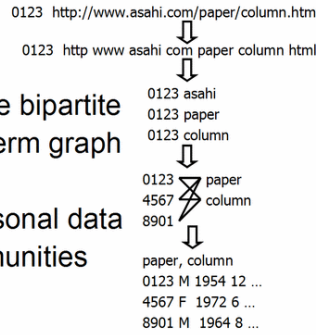 0123 http://www.asahi.com/paper/column.htm
0123 http www asahi com paper column html
0123 asahi
e bipartite
0123 paper
erm graph
0123 column
0123 paper
4567 column
8901
sonal data
unities
paper, column
0123 M 1954 12 ...
4567 F 1972 6 ...
8901 M 1964 8 ...